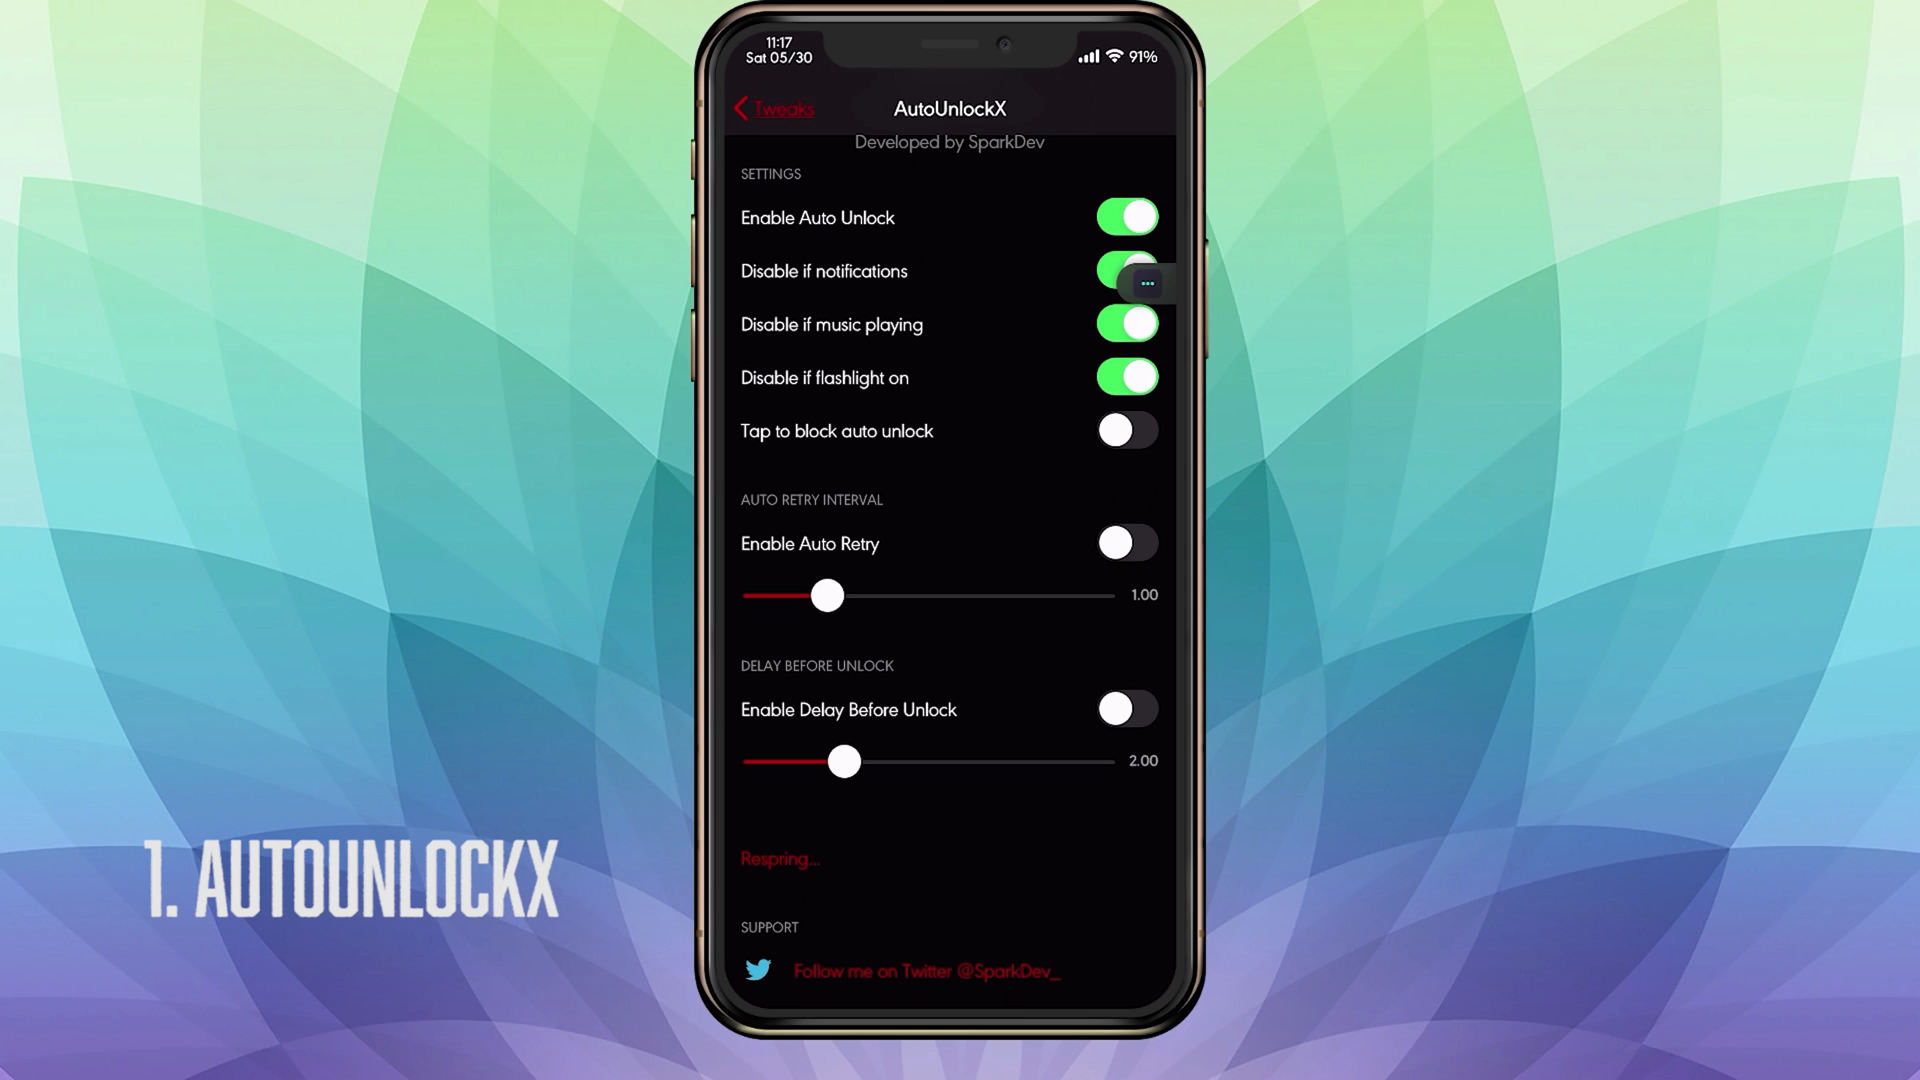 11:17
Sat 05/30
91%
Tweaks
AutoUnlockX
Developed by SparkDev
SETTINGS
Enable Auto Unlock
Disable if notifications
Disable if music playing
Disable if flashlight on
Tap to block auto unlock
AUTO RETRY INTERVAL
Enable Auto Retry
1.00
DELAY BEFORE UNLOCK
Enable Delay Before Unlock
2.00
Respring...
SUPPORT
Follow me on Twitter @SparkDev_
1. AUTOUNLOCKX